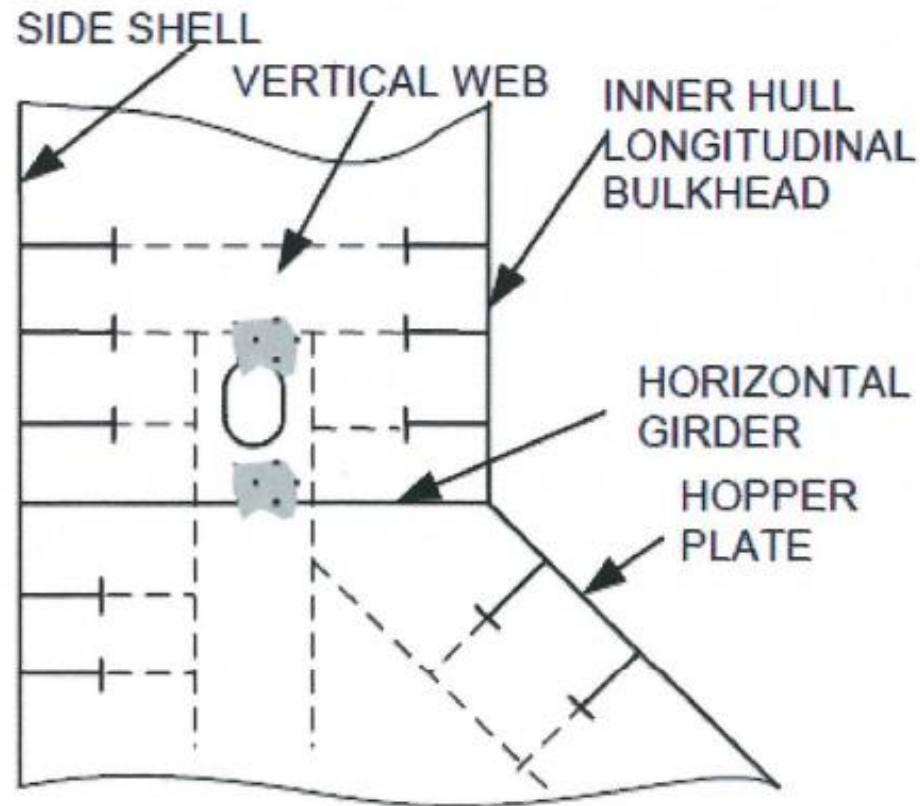 SIDE SHELL
VERTICAL WEB
INNER HULL
LONGITUDINAL
BULKHEAD
HORIZONTAL
GIRDER
HOPPER
PLATE